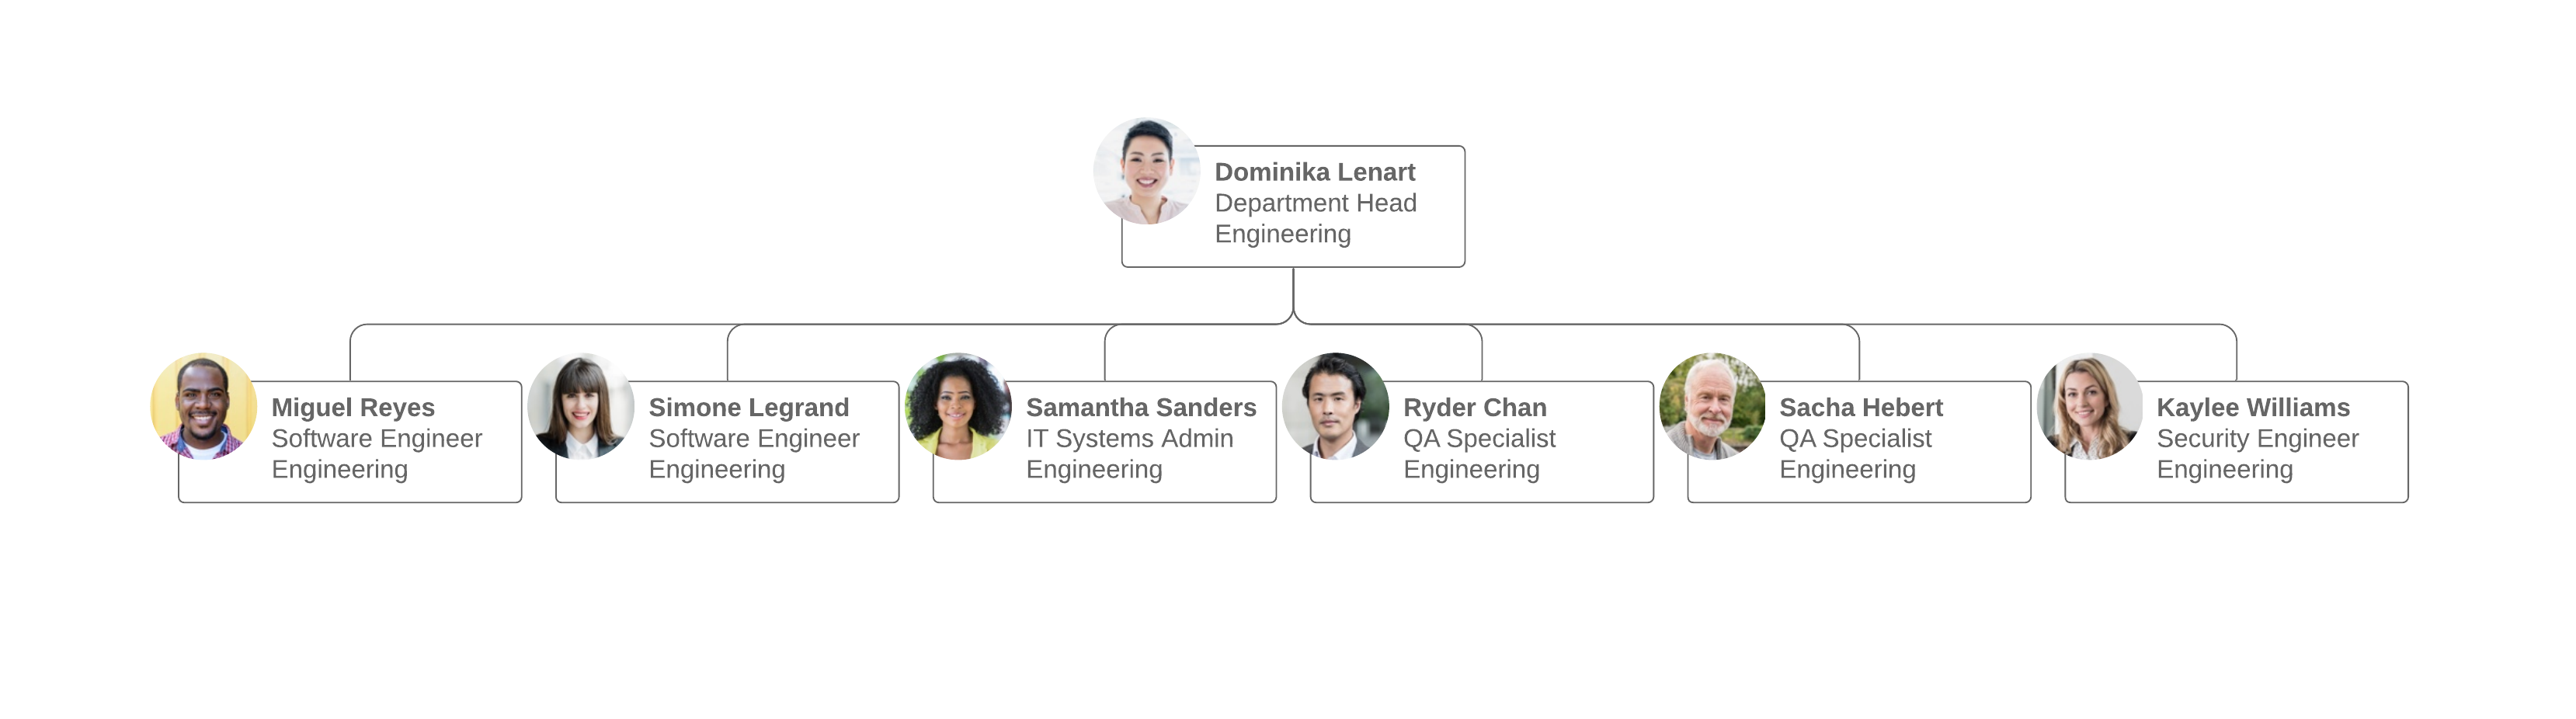 Dominika Lenart
Department Head
Engineering
Miguel Reyes
Software Engineer
Engineering
Simone Legrand
Software Engineer
Engineering
Samantha Sanders
IT Systems Admin
Engineering
Ryder Chan
QA Specialist
Engineering
Sacha Hebert
QA Specialist
Engineering
Kaylee Williams
Security Engineer
Engineering